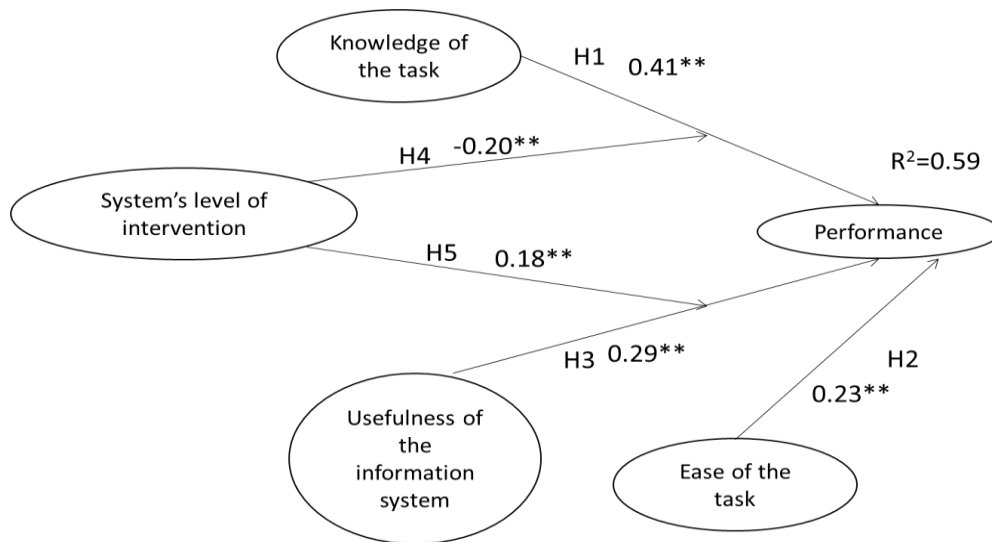 Knowledge of
the task
H1
0.41**
H4
-0.20**
R²=0.59
System’s level of
intervention
Performance
H5
0.18**
H3
0.29**
H2
0.23**
Usefulness of
the
information
system
Ease of the
task